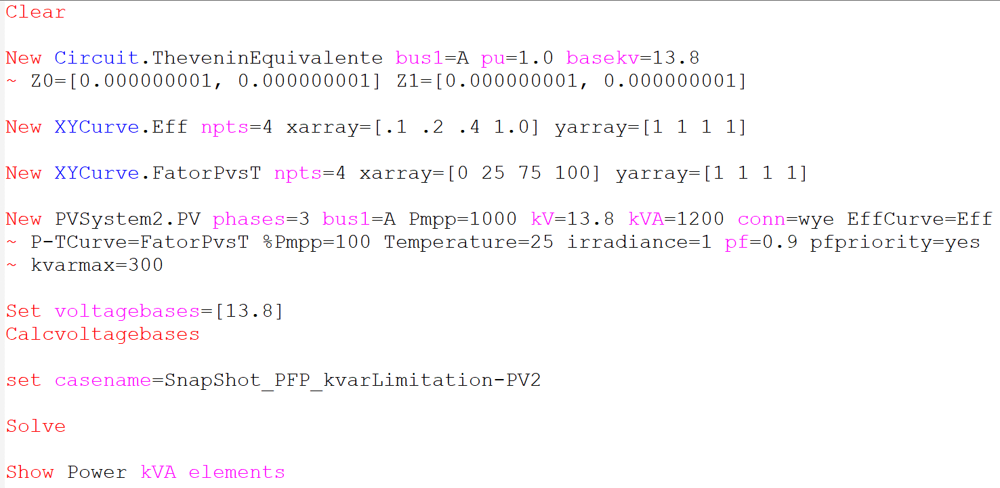 Clear
New Circuit.TheveninEquivalente bus1=A pu=1.0 basekv=13.8
~ Z0=[0.000000001, 0.000000001] Z1=[0.000000001, 0.000000001]
New XYCurve.Eff npts=4 xarray=[.1 .2 .4 1.0] yarray=[1 1 1 1]
New XYCurve.FatorPvsT npts=4 xarray=[0 25 75 100] yarray=[1 1 1 1]
New PVSystem2.PV phases=3 bus1=A Pmpp=1000 kV=13.8 kVA=1200 conn=wye EffCurve=Eff
~ P-TCurve=FatorPvsT %Pmpp=100 Temperature=25 irradiance=1 pf=0.9 pfpriority=yes
~ kvarmax=300
Set voltagebases=[13.8]
Calcvoltagebases
set casename=SnapShot_PFP_kvarLimitation-PV2
Solve
Show Power kVA elements